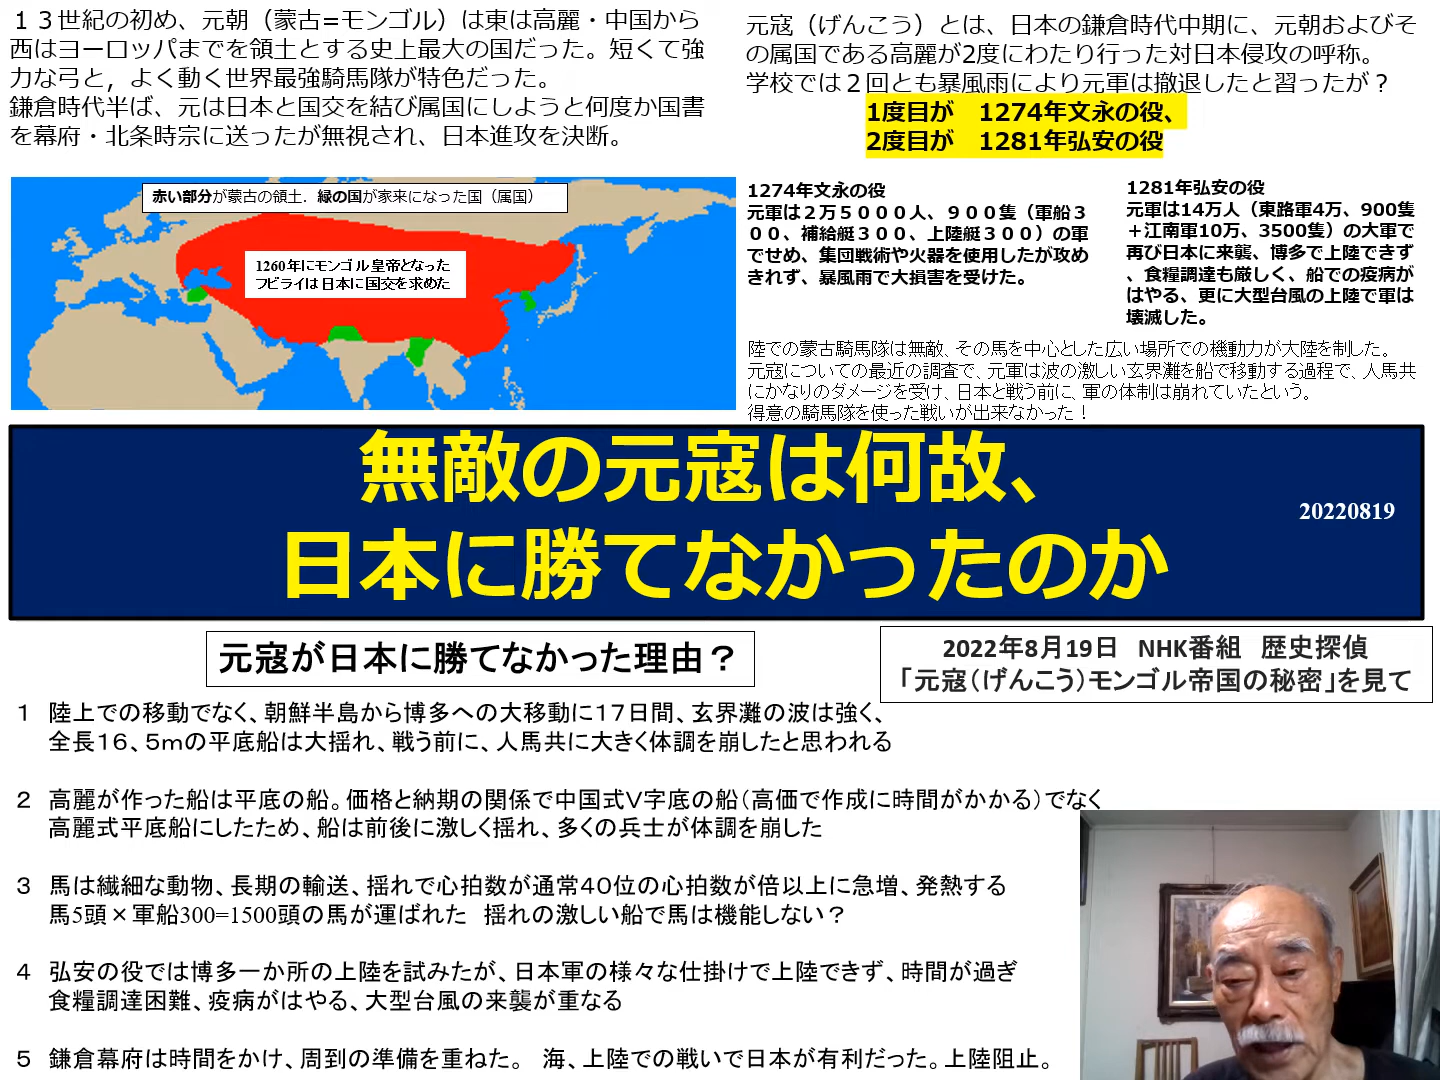 １３世紀の初め、元朝（蒙古=モンゴル）は東は高麗・中国から
西はヨーロッパまでを領土とする史上最大の国だった。短くて強
力な弓と，よく動く世界最強騎馬隊が特色だった。
鎌倉時代半ば、元は日本と国交を結び属国にしようと何度か国書
を幕府・北条時宗に送ったが無視され、日本進攻を決断。
元寇（げんこう）とは、日本の鎌倉時代中期に、元朝およびそ
の属国である高麗が2度にわたり行った対日本侵攻の呼称。
学校では２回とも暴風雨により元軍は撤退したと習ったが？
1度目が　1274年文永の役、
2度目が　1281年弘安の役
赤い部分が蒙古の領土．緑の国が家来になった国（属国）
1260年にモンゴル皇帝となった
フビライは日本に国交を求めた
1274年文永の役
元軍は２万５０００人、９００隻（軍船３
００、補給艇３００、上陸艇３００）の軍
でせめ、集団戦術や火器を使用したが攻め
きれず、暴風雨で大損害を受けた。
1281年弘安の役
元軍は14万人（東路軍4万、900隻
＋江南軍10万、3500隻）の大軍で
再び日本に来襲、博多で上陸できず
、食糧調達も厳しく、船での疫病が
はやる、更に大型台風の上陸で軍は
壊滅した。
陸での蒙古騎馬隊は無敵、その馬を中心とした広い場所での機動力が大陸を制した。
元寇についての最近の調査で、元軍は波の激しい玄界灘を船で移動する過程で、人馬共
にかなりのダメージを受け、日本と戦う前に、軍の体制は崩れていたという。
得意の騎馬隊を使った戦いが出来なかった！
無敵の元寇は何故、
日本に勝てなかったのか
20220819
元寇が日本に勝てなかった理由？
2022年8月19日　NHK番組　歴史探偵
「元寇（げんこう）モンゴル帝国の秘密」を見て
１　陸上での移動でなく、朝鮮半島から博多への大移動に１７日間、玄界灘の波は強く、
全長１６、５ｍの平底船は大揺れ、戦う前に、人馬共に大きく体調を崩したと思われる
２　高麗が作った船は平底の船。価格と納期の関係で中国式Ｖ字底の船（高価で作成に時間がかかる）でなく
高麗式平底船にしたため、船は前後に激しく揺れ、多くの兵士が体調を崩した
３　馬は繊細な動物、長期の輸送、揺れで心拍数が通常４０位の心拍数が倍以上に急増、発熱する
馬5頭×軍船300=1500頭の馬が運ばれた　揺れの激しい船で馬は機能しない？
４　弘安の役では博多一か所の上陸を試みたが、日本軍の様々な仕掛けで上陸できず、時間が過ぎ
食糧調達困難、疫病がはやる、大型台風の来襲が重なる
５　鎌倉幕府は時間をかけ、周到の準備を重ねた。　海、上陸での戦いで日本が有利だった。上陸阻止。